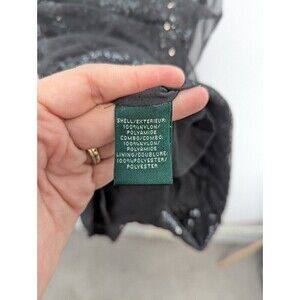 SHELL/EXTERIEUR:
100%NYLON/
POLYAMIDE
COMBO/COMBO:
100%NYLON/
POLYAMIDE
LINING/DOUBLURE:
100%POLYESTER/
POLYESTER